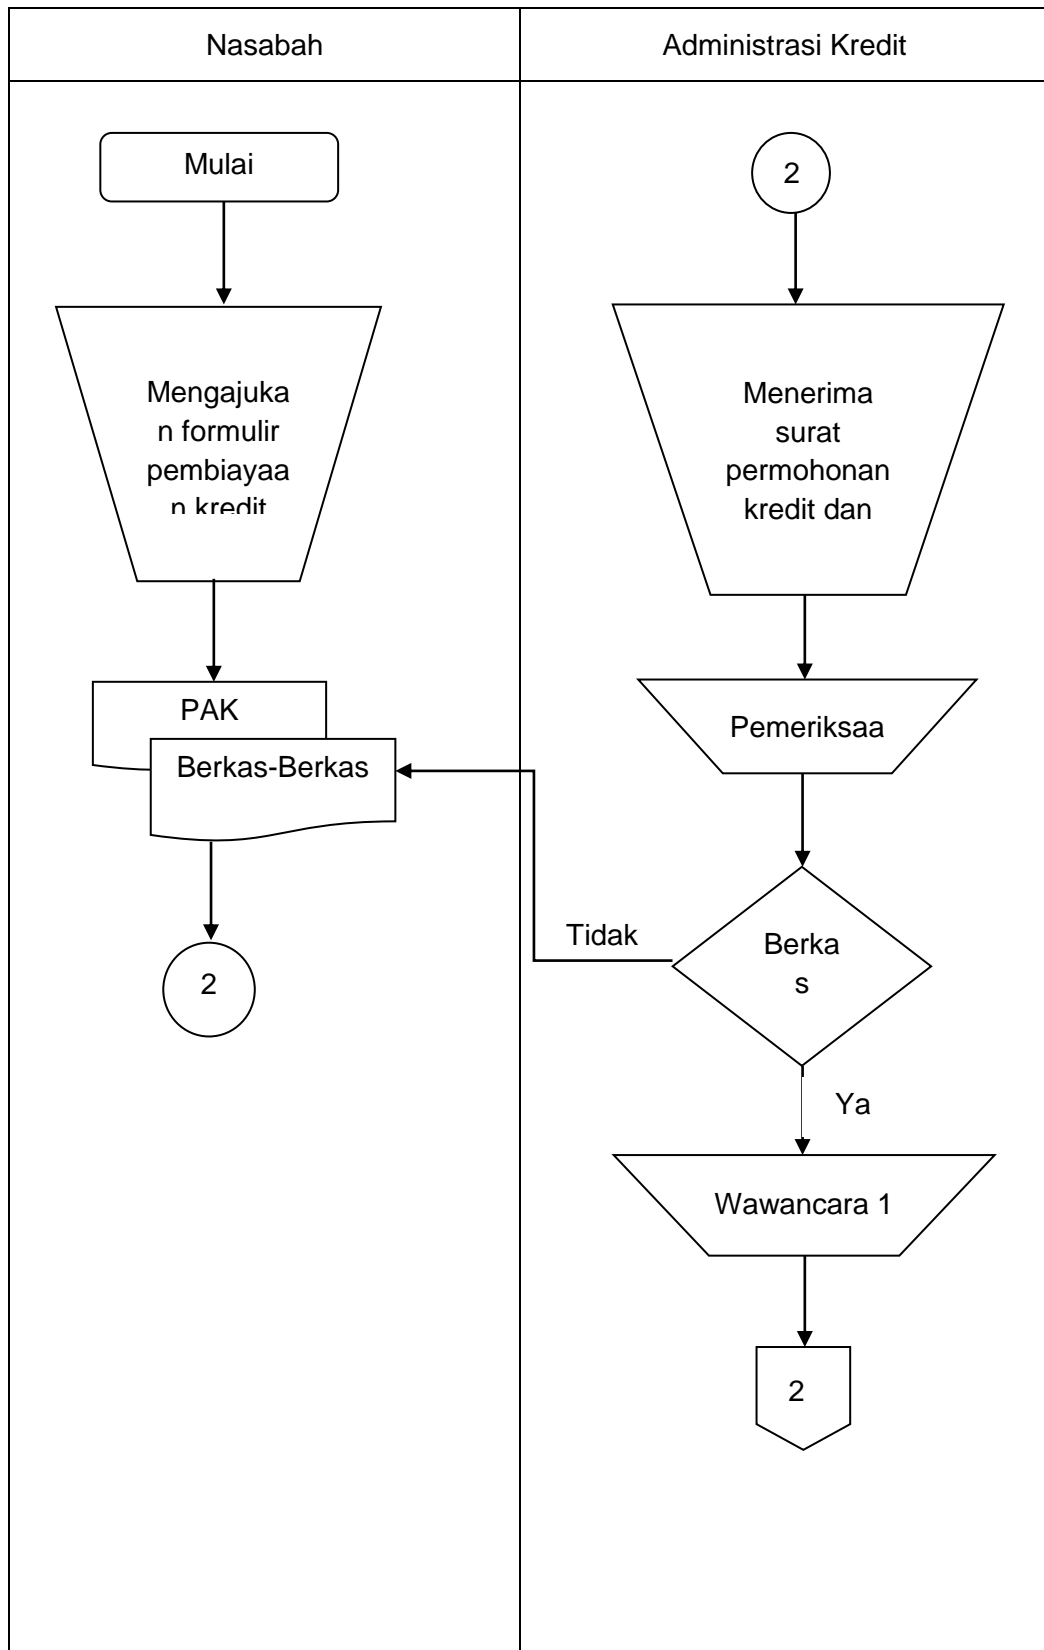 Nasabah
Administrasi Kredit
Mulai
Mengajuka
n formulir
pembiayaa
n kredit
PAK
Berkas-Berkas
2
2
Menerima
surat
permohonan
kredit dan
Pemeriksaa
Berka
s
Tidak
Ya
Wawancara 1
2